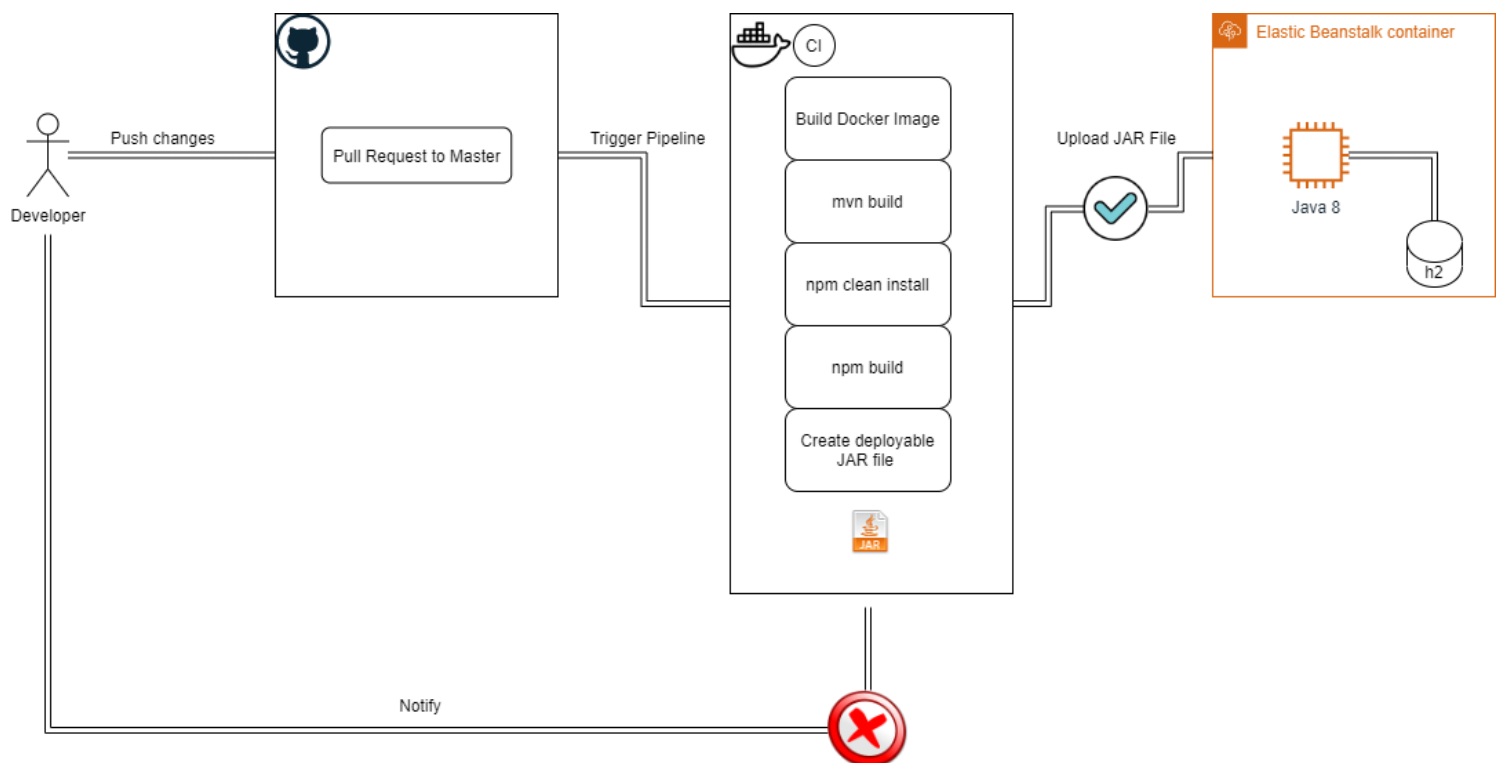 CI
Elastic Beanstalk container
Build Docker Image
Push changes
Trigger Pipeline
Upload JAR File
Pull Request to Master
mvn build
Java 8
Developer
h2
npm clean install
npm build
Create deployable
JAR file
JAR
Notify